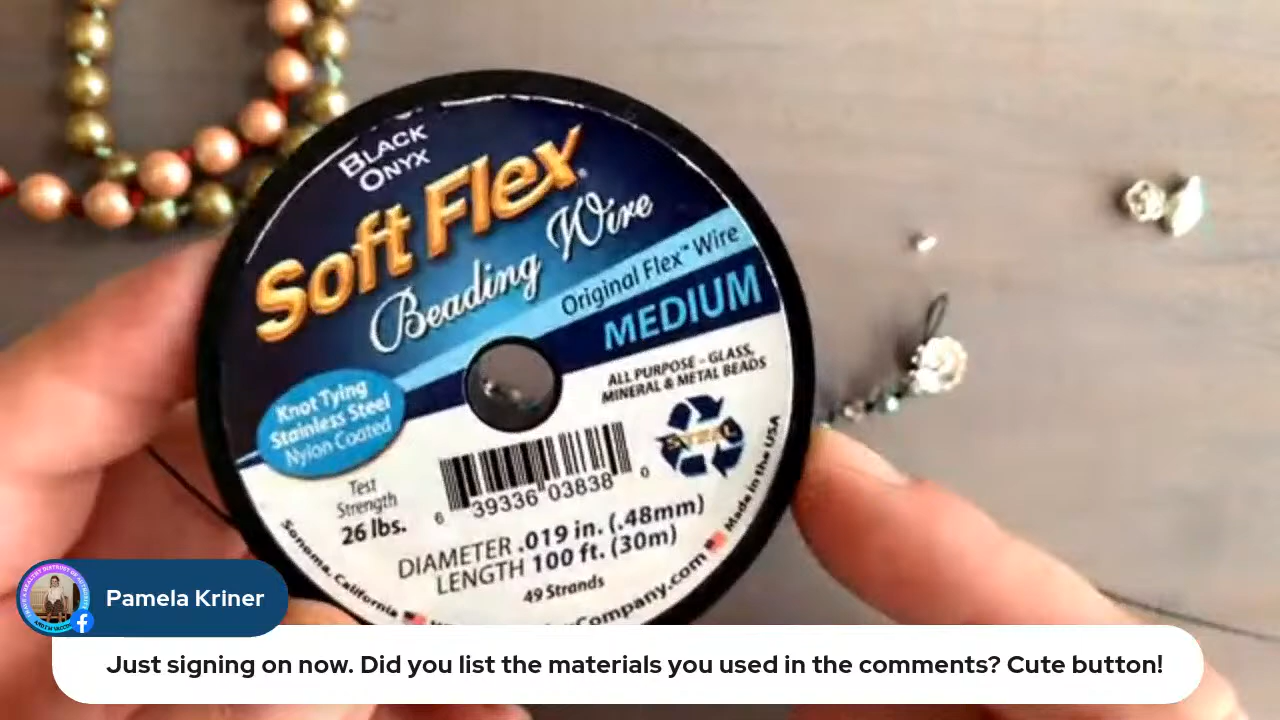 BLACK
ONYX
Soft Flex®
Beading Wire
Original Flex™ Wire
MEDIUM
ALL PURPOSE - GLASS,
MINERAL & METAL BEADS
Knot Tying
Stainless Steel
Nylon Coated
STEEL
Test
Strength
26 lbs.
6 39336 03838 0
DIAMETER .019 in. (.48mm)
LENGTH 100 ft. (30m)
49 Strands
Sonoma, California
Company.com
Made in the USA
Pamela Kriner
Just signing on now. Did you list the materials you used in the comments? Cute button!